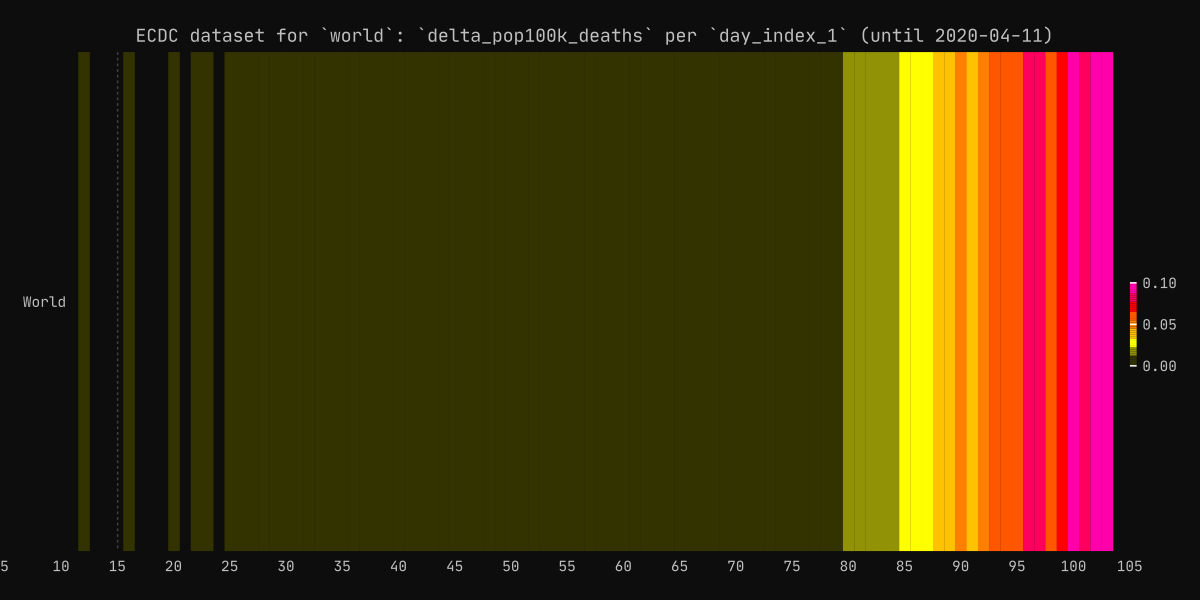 ECDC dataset for `world`: `delta_pop100k_deaths` per `day_index_1` (until 2020-04-11)
World
0.10
0.05
0.00
5 10 15 20 25 30 35 40 45 50 55 60 65 70 75 80 85 90 95 100 105